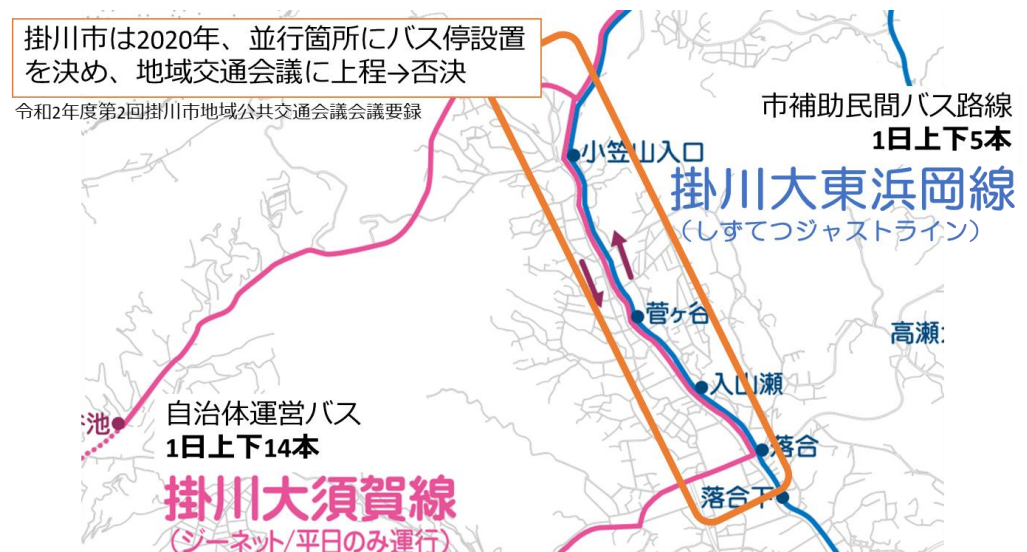 掛川市は2020年、並行箇所にバス停設置
を決め、地域交通会議に上程→否決
令和2年度第2回掛川市地域公共交通会議会議要録
市補助民間バス路線
1日上下5本
掛川大東浜岡線
（しずてつジャストライン）
小笠山入口
菅ヶ谷
高瀬
入山瀬
池
自治体運営バス
1日上下14本
落合
掛川大須賀線
（ジーネット/平日のみ運行）
落合下